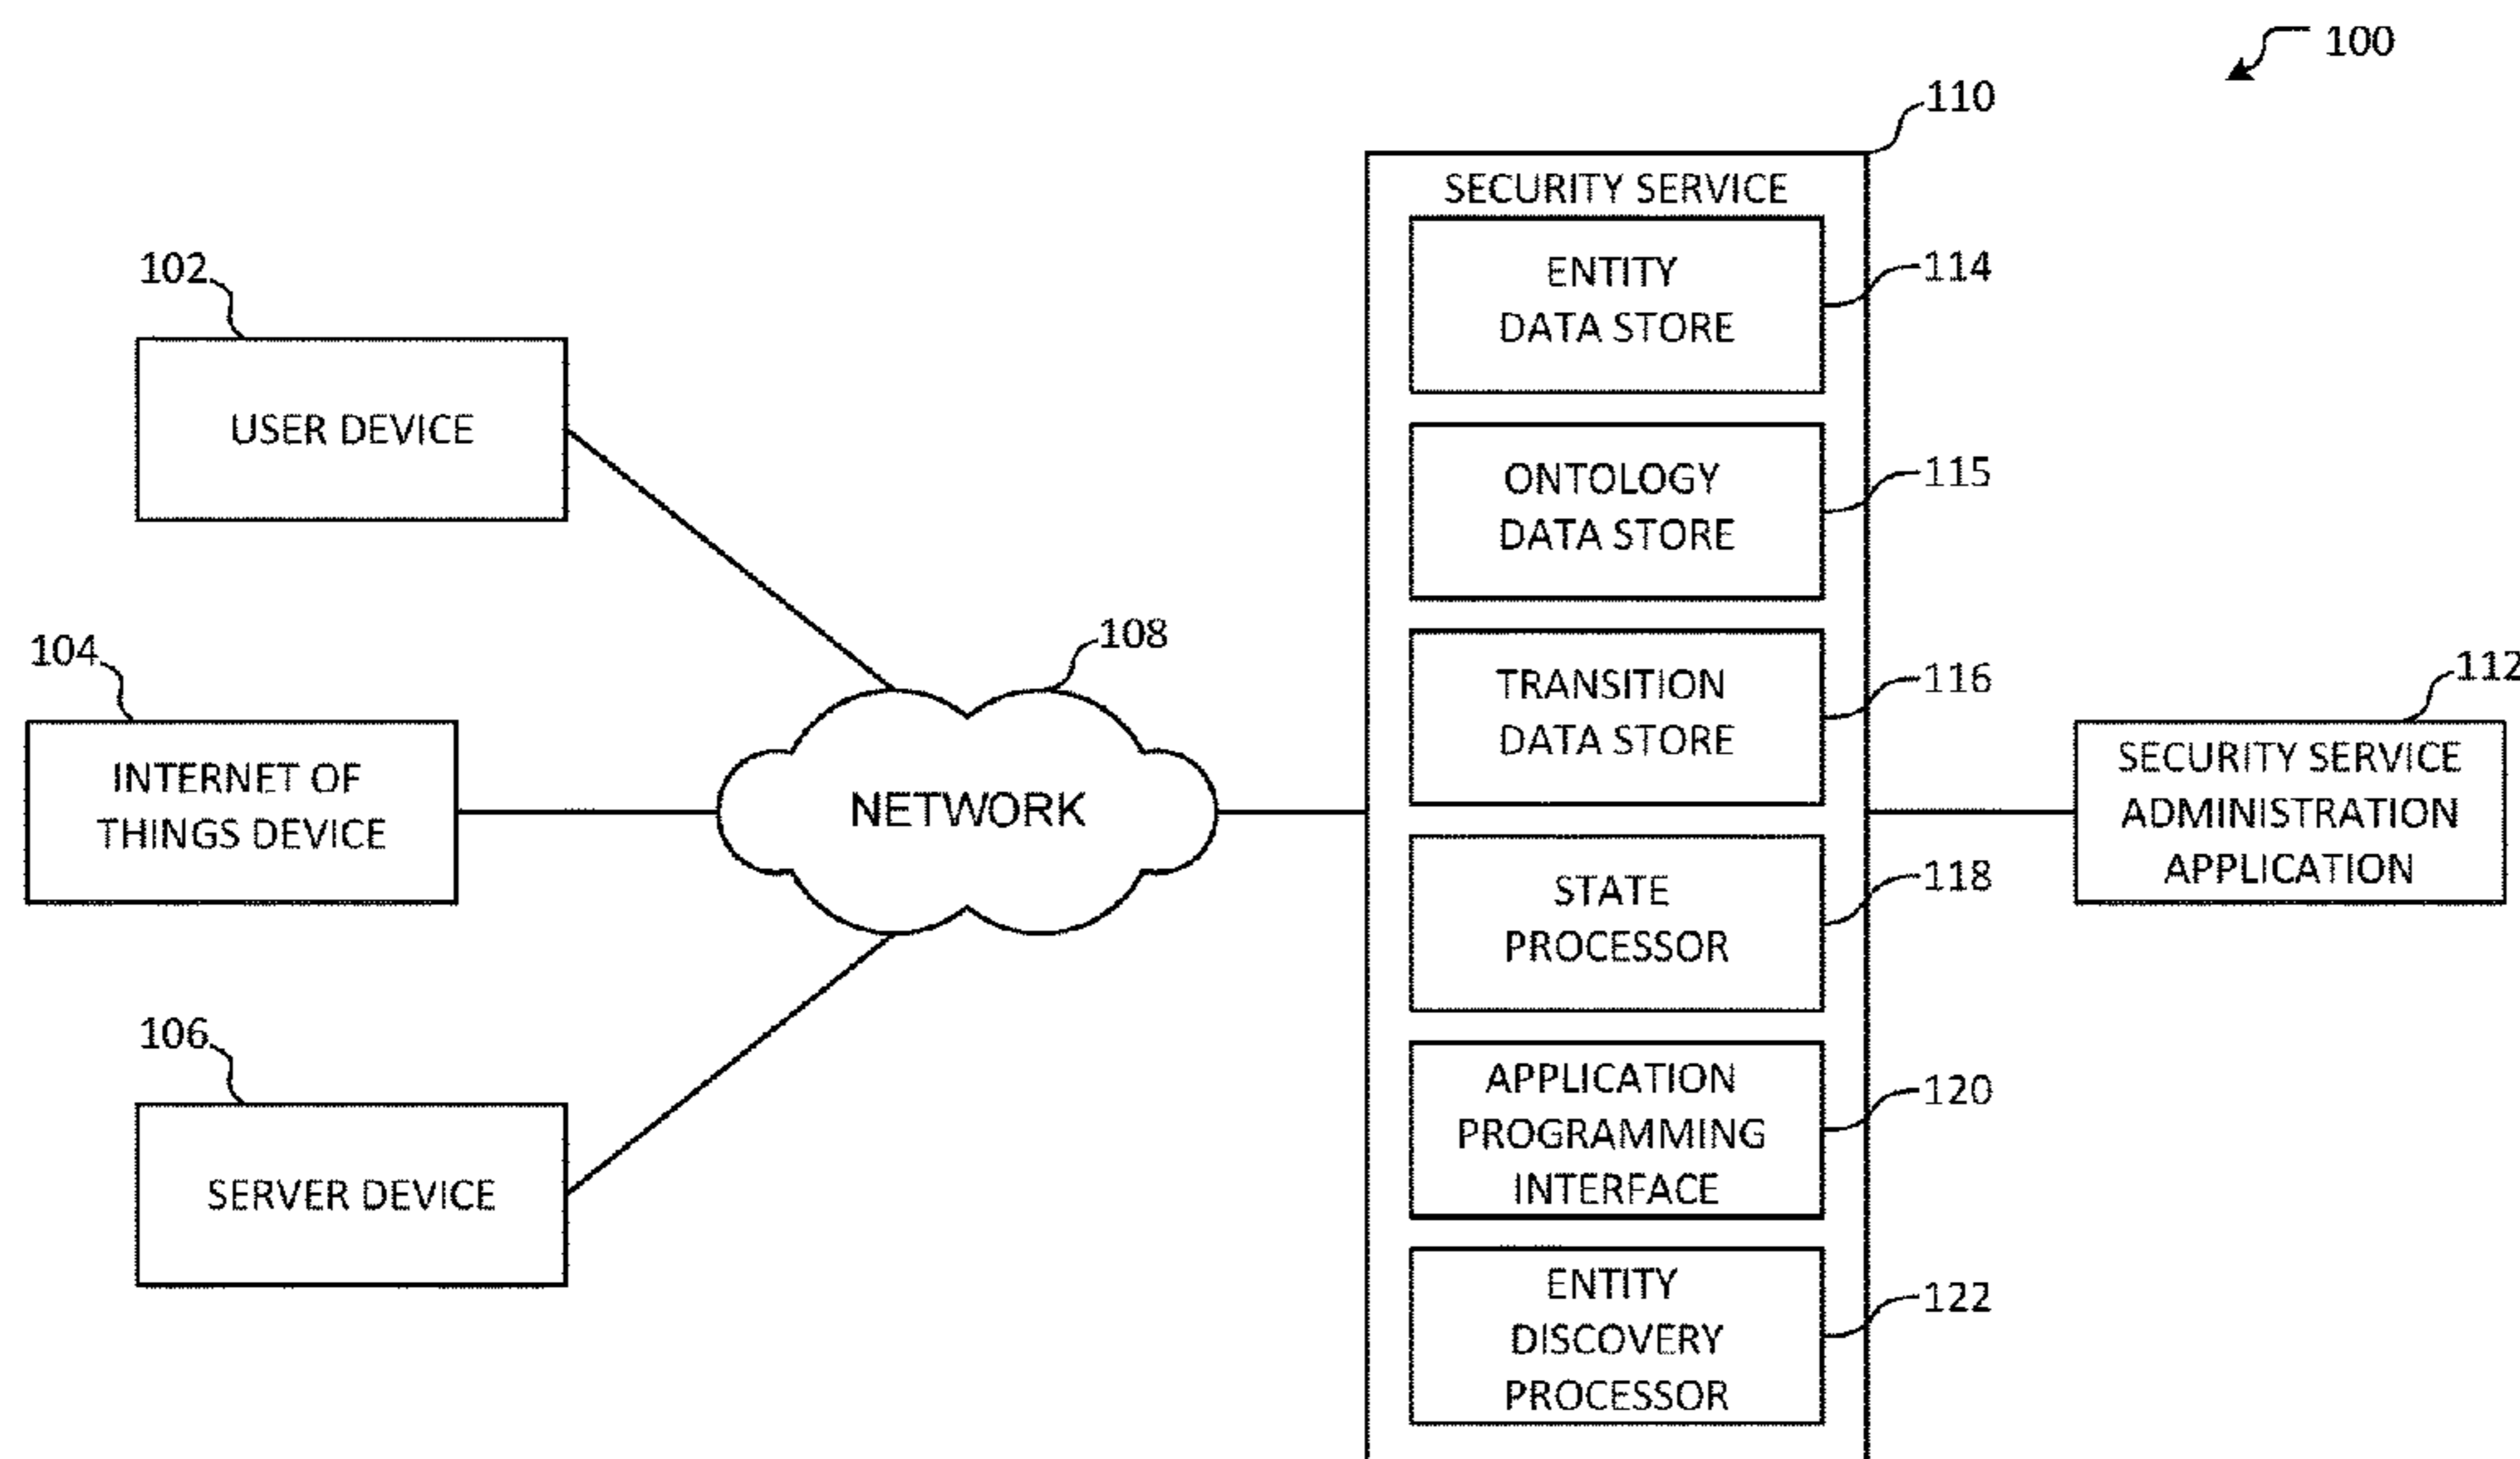 100
110
SECURITY SERVICE
ENTITY
DATA STORE
114
102
USER DEVICE
ONTOLOGY
DATA STORE
115
104
INTERNET OF
THINGS DEVICE
108
NETWORK
TRANSITION
DATA STORE
116
112
SECURITY SERVICE
ADMINISTRATION
APPLICATION
STATE
PROCESSOR
118
106
SERVER DEVICE
APPLICATION
PROGRAMMING
INTERFACE
120
ENTITY
DISCOVERY
PROCESSOR
122